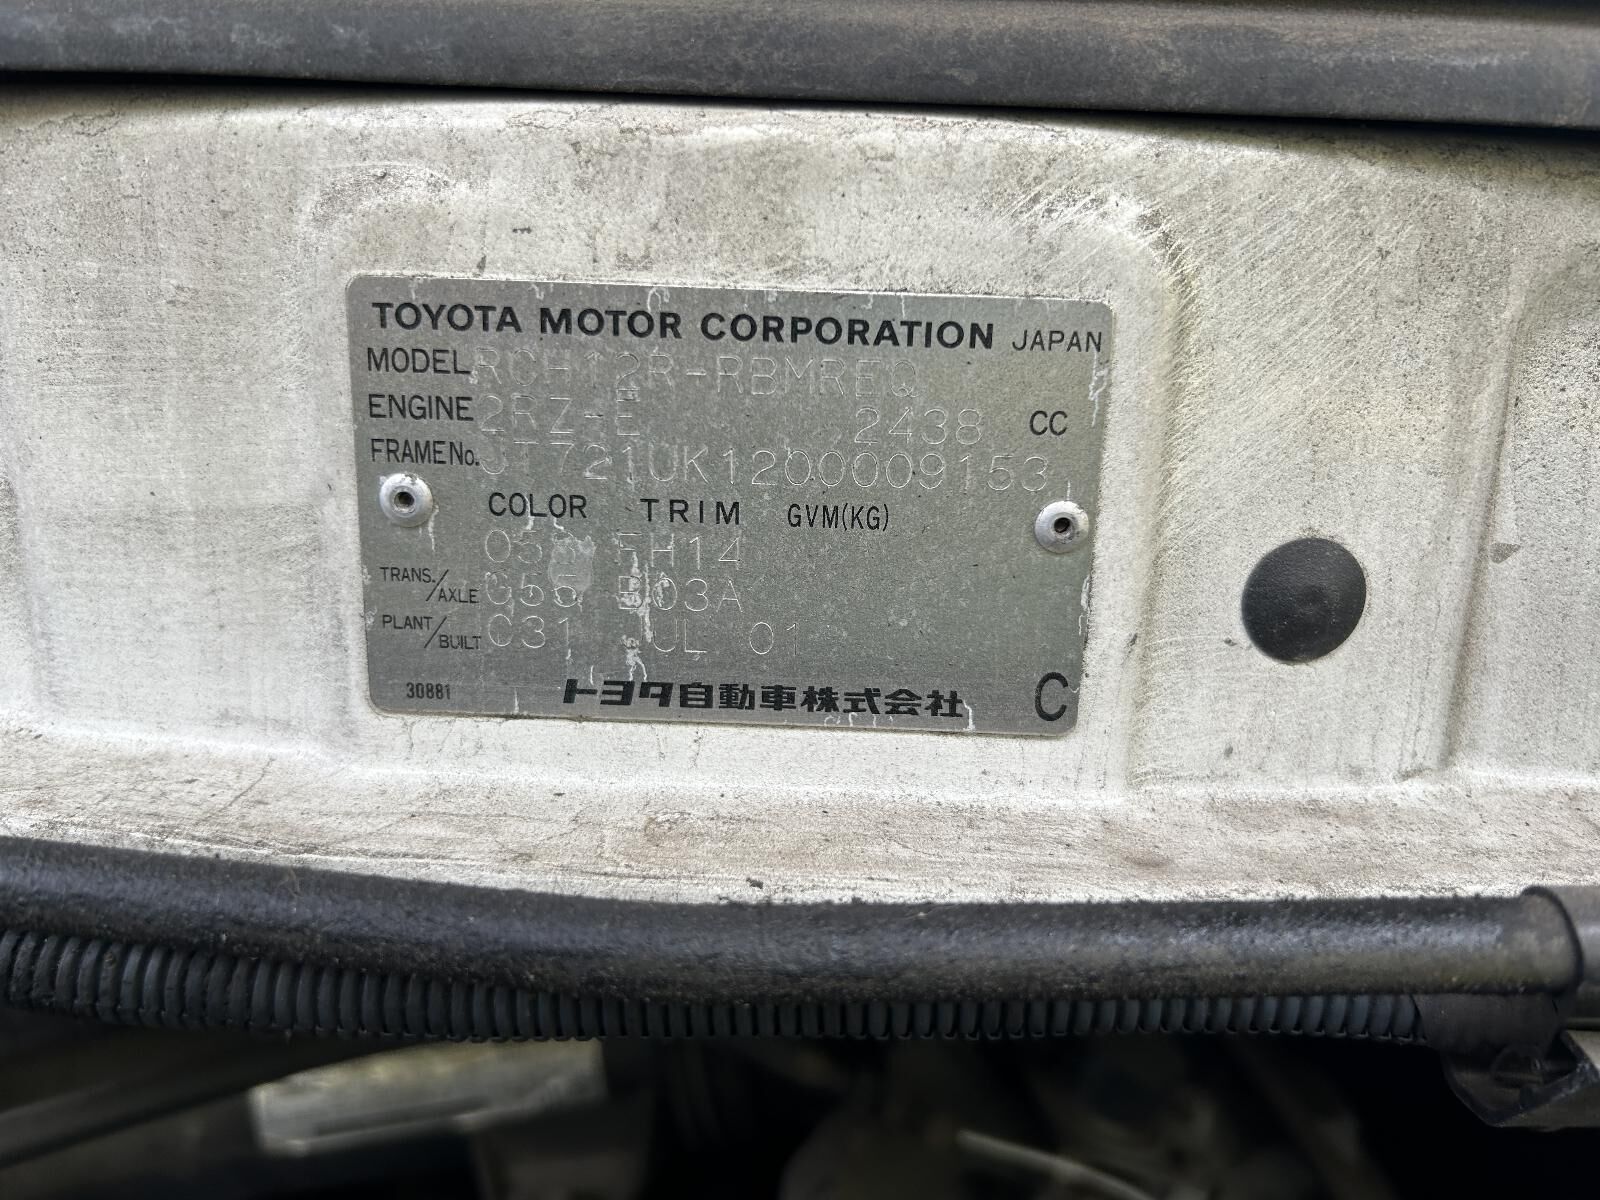 TOYOTA MOTOR CORPORATION JAPAN
MODEL RCH12R-RBMREQ
ENGINE 2RZ-E 2438 CC
FRAME No. JT721UK1200009153
COLOR TRIM GVM(KG)
058 FH14
TRANS./AXLE G55 B03A
PLANT/BUILT C31 JUL 01
30881 トヨタ自動車株式会社 C